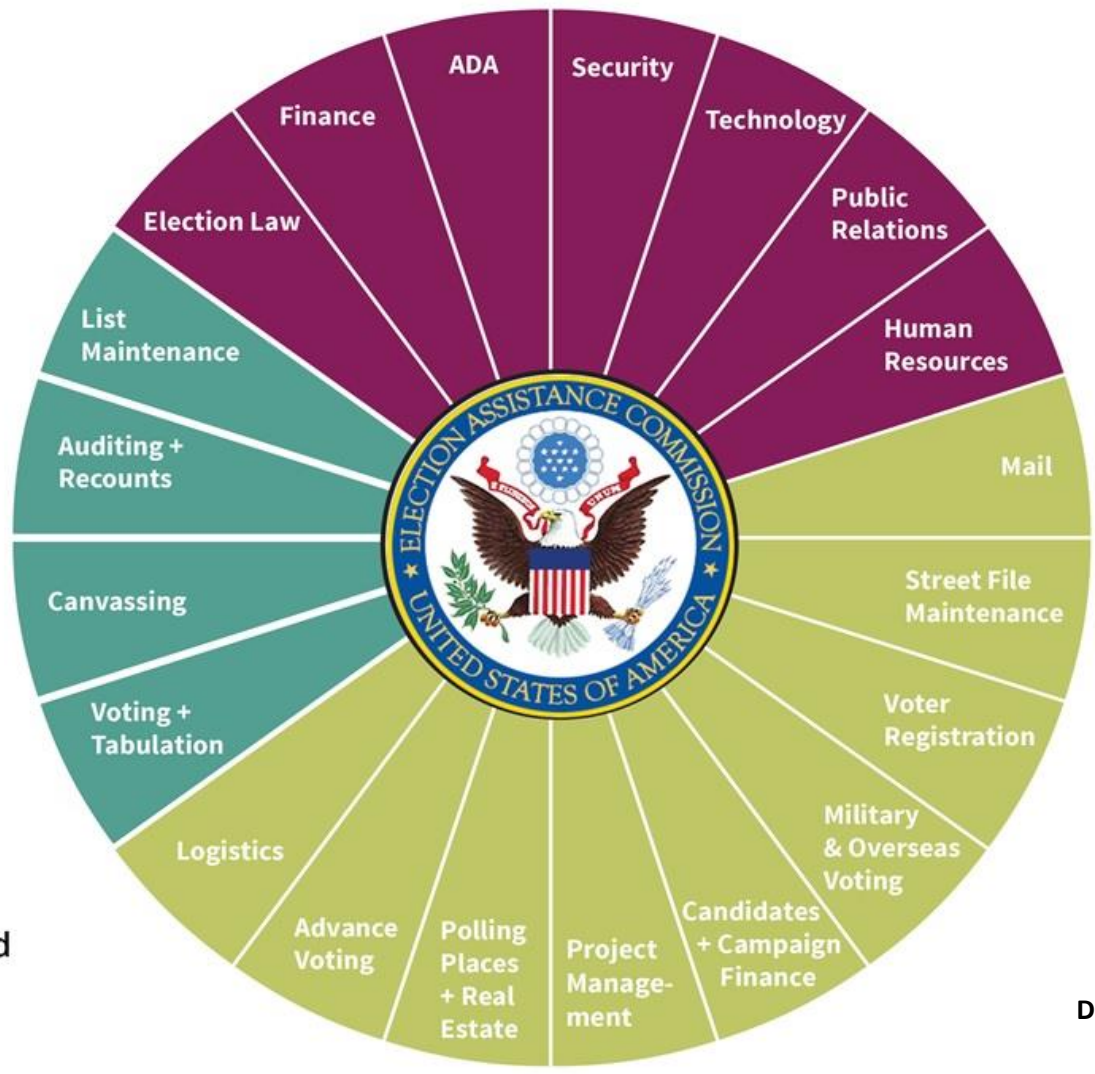 ADA
Security
Technology
Public
Relations
Human
Resources
Mail
Street File
Maintenance
Voter
Registration
Military
& Overseas
Voting
Candidates
+ Campaign
Finance
Project
Manage-
ment
Polling
Places
+ Real
Estate
Advance
Voting
Logistics
Voting +
Tabulation
Canvassing
Auditing +
Recounts
List
Maintenance
Election Law
Finance
ELECTION ASSISTANCE COMMISSION
UNITED STATES OF AMERICA
UNUM
d
D